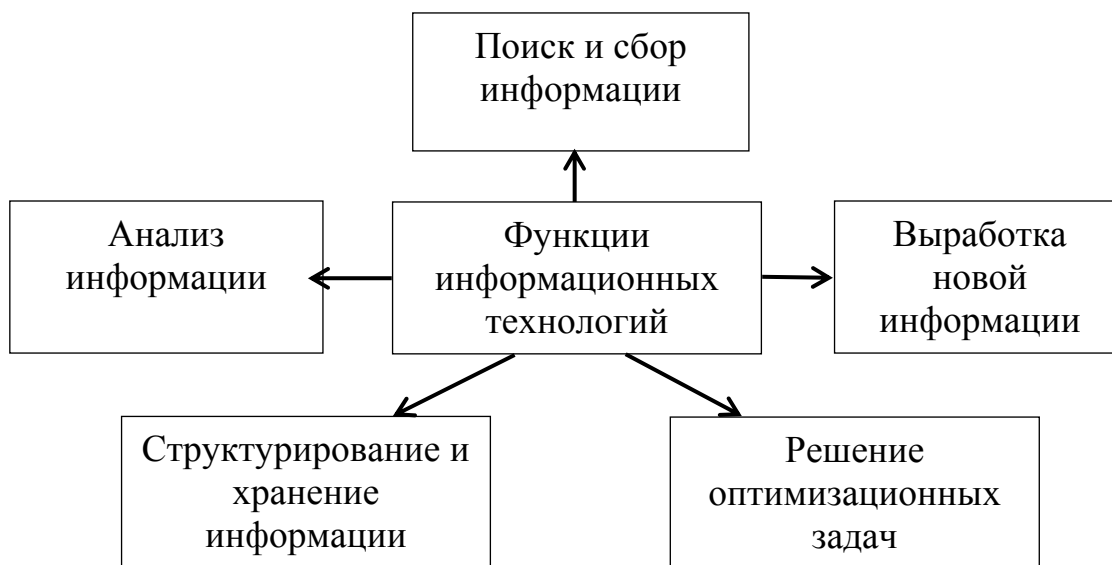 Поиск и сбор
информации
Анализ
информации
Функции
информационных
технологий
Выработка
новой
информации
Структурирование и
хранение
информации
Решение
оптимизационных
задач